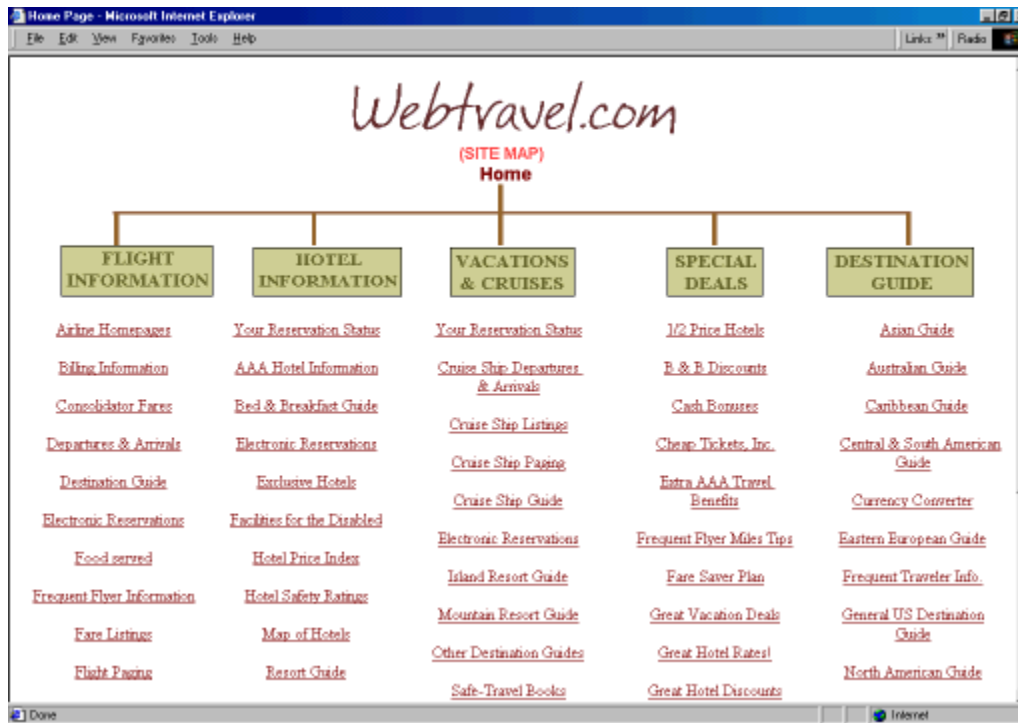 Home Page - Microsoft Internet Explorer
File Edit View Favorites Tools Help
Links »
Radio
Webtravel.com
(SITE MAP)
Home
FLIGHT
INFORMATION
Airline Homepages
Billing Information
Consolidator Fares
Departures & Arrivals
Destination Guide
Electronic Reservations
Food served
Frequent Flyer Information
Fare Listings
Flight Paging
HOTEL
INFORMATION
Your Reservation Status
AAA Hotel Information
Bed & Breakfast Guide
Electronic Reservations
Exclusive Hotels
Facilities for the Disabled
Hotel Price Index
Hotel Safety Ratings
Map of Hotels
Resort Guide
VACATIONS
& CRUISES
Your Reservation Status
Cruise Ship Departures
& Arrivals
Cruise Ship Listings
Cruise Ship Paging
Cruise Ship Guide
Electronic Reservations
Island Resort Guide
Mountain Resort Guide
Other Destination Guides
Safe-Travel Books
SPECIAL
DEALS
1/2 Price Hotels
B & B Discounts
Cash Bonuses
Cheap Tickets, Inc.
Extra AAA Travel
Benefits
Frequent Flyer Miles Tips
Fare Saver Plan
Great Vacation Deals
Great Hotel Rates!
Great Hotel Discounts
DESTINATION
GUIDE
Asian Guide
Australian Guide
Caribbean Guide
Central & South American
Guide
Currency Converter
Eastern European Guide
Frequent Traveler Info.
General US Destination
Guide
North American Guide
Done
Internet